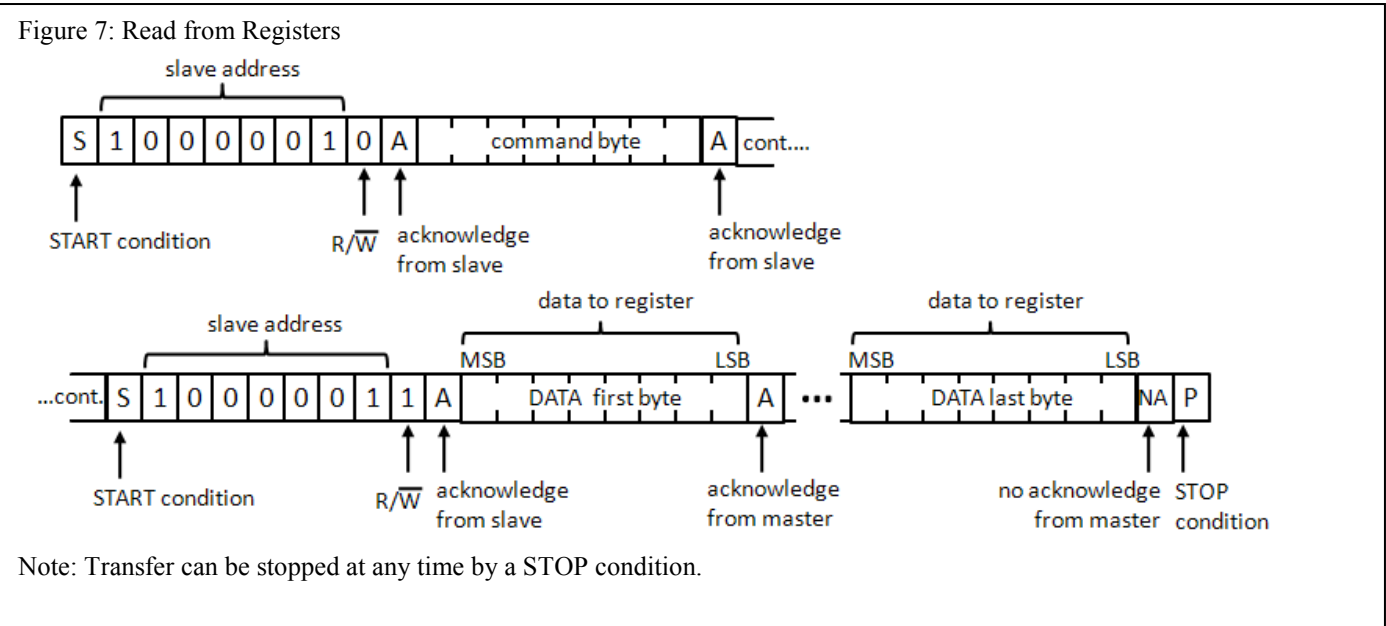 Figure 7: Read from Registers
slave address
S 1 0 0 0 0 0 1 0 A command byte A cont....
START condition
R/W̅ acknowledge from slave
acknowledge from slave
data to register
data to register
slave address
MSB LSB MSB LSB
...cont. S 1 0 0 0 0 0 1 1 A DATA first byte A ••• DATA last byte NA P
START condition
R/W̅ acknowledge from slave
acknowledge from master
no acknowledge from master
STOP condition
Note: Transfer can be stopped at any time by a STOP condition.